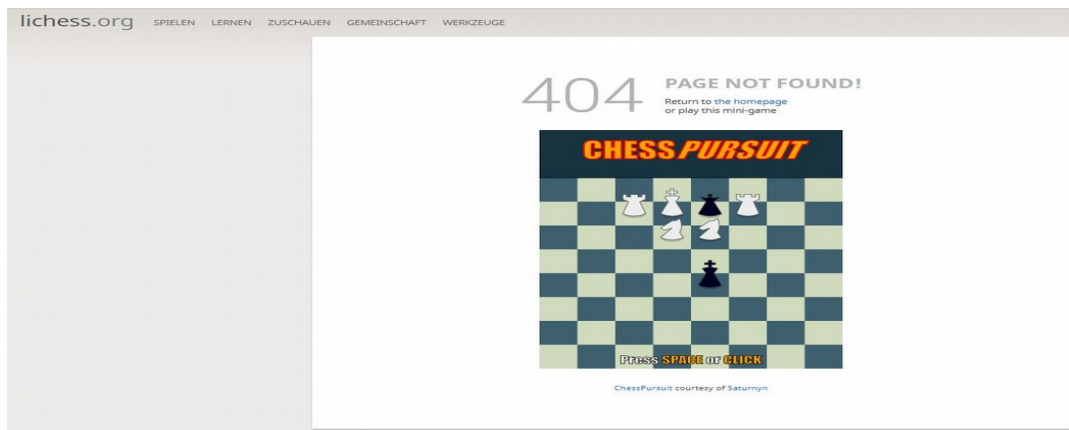 lichess.org SPIELEN LERNEN ZUSCHAUEN GEMEINSCHAFT WERKZEUGE
404
PAGE NOT FOUND!
Return to the homepage
or play this mini-game
CHESS PURSUIT
Press SPACE or CLICK
ChessPursuit courtesy of Saturnyn